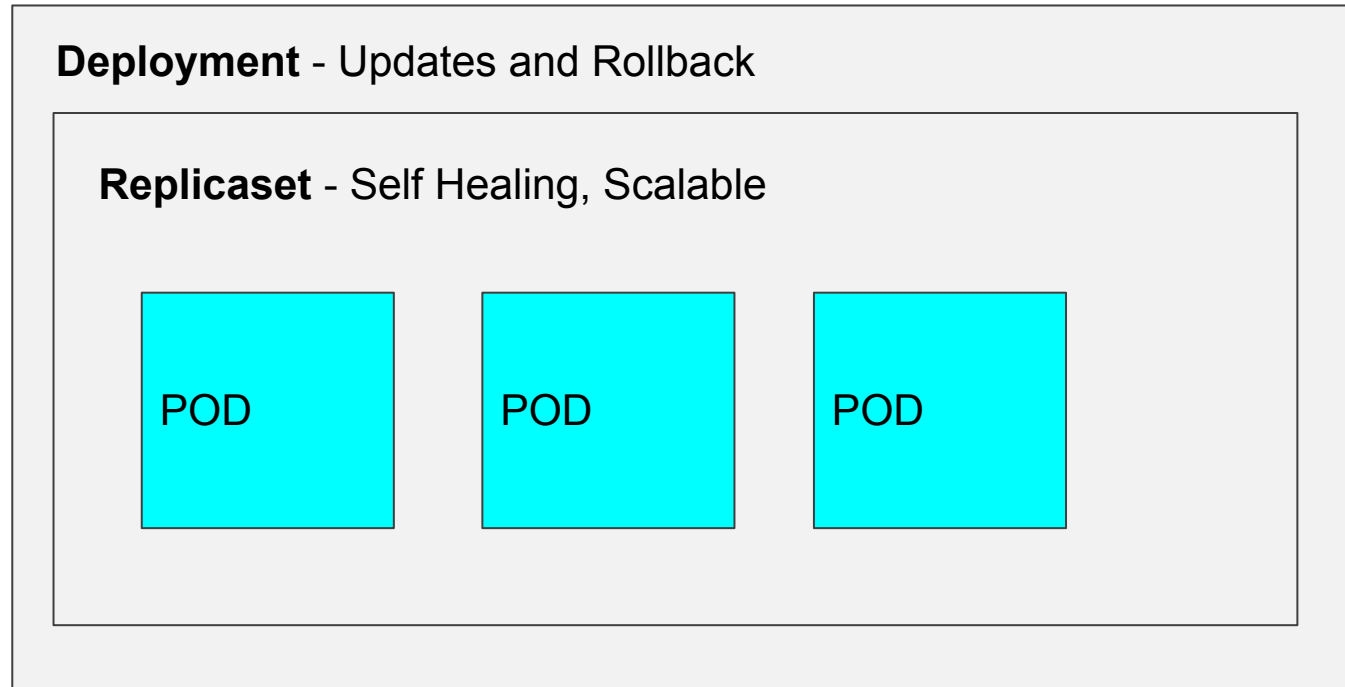 Deployment - Updates and Rollback
Replicaset - Self Healing, Scalable
POD POD POD